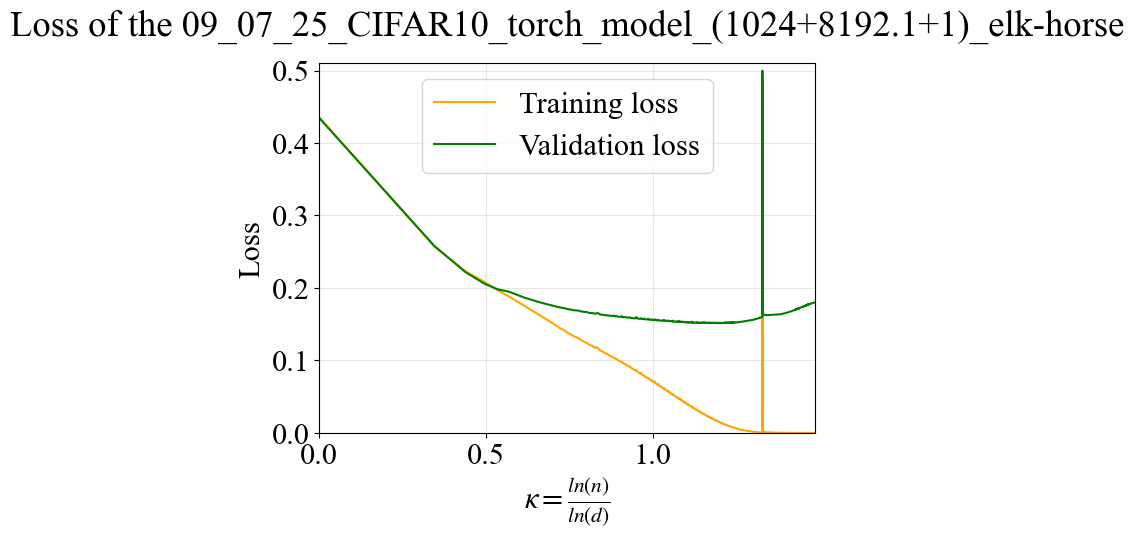 Loss of the 09_07_25_CIFAR10_torch_model_(1024+8192.1+1)_elk-horse
0.5
Training loss
Validation loss
0.4
0.3
0.2
0.1
0.0
Loss
0.0 0.5 1.0
κ = ln(n)/ln(d)